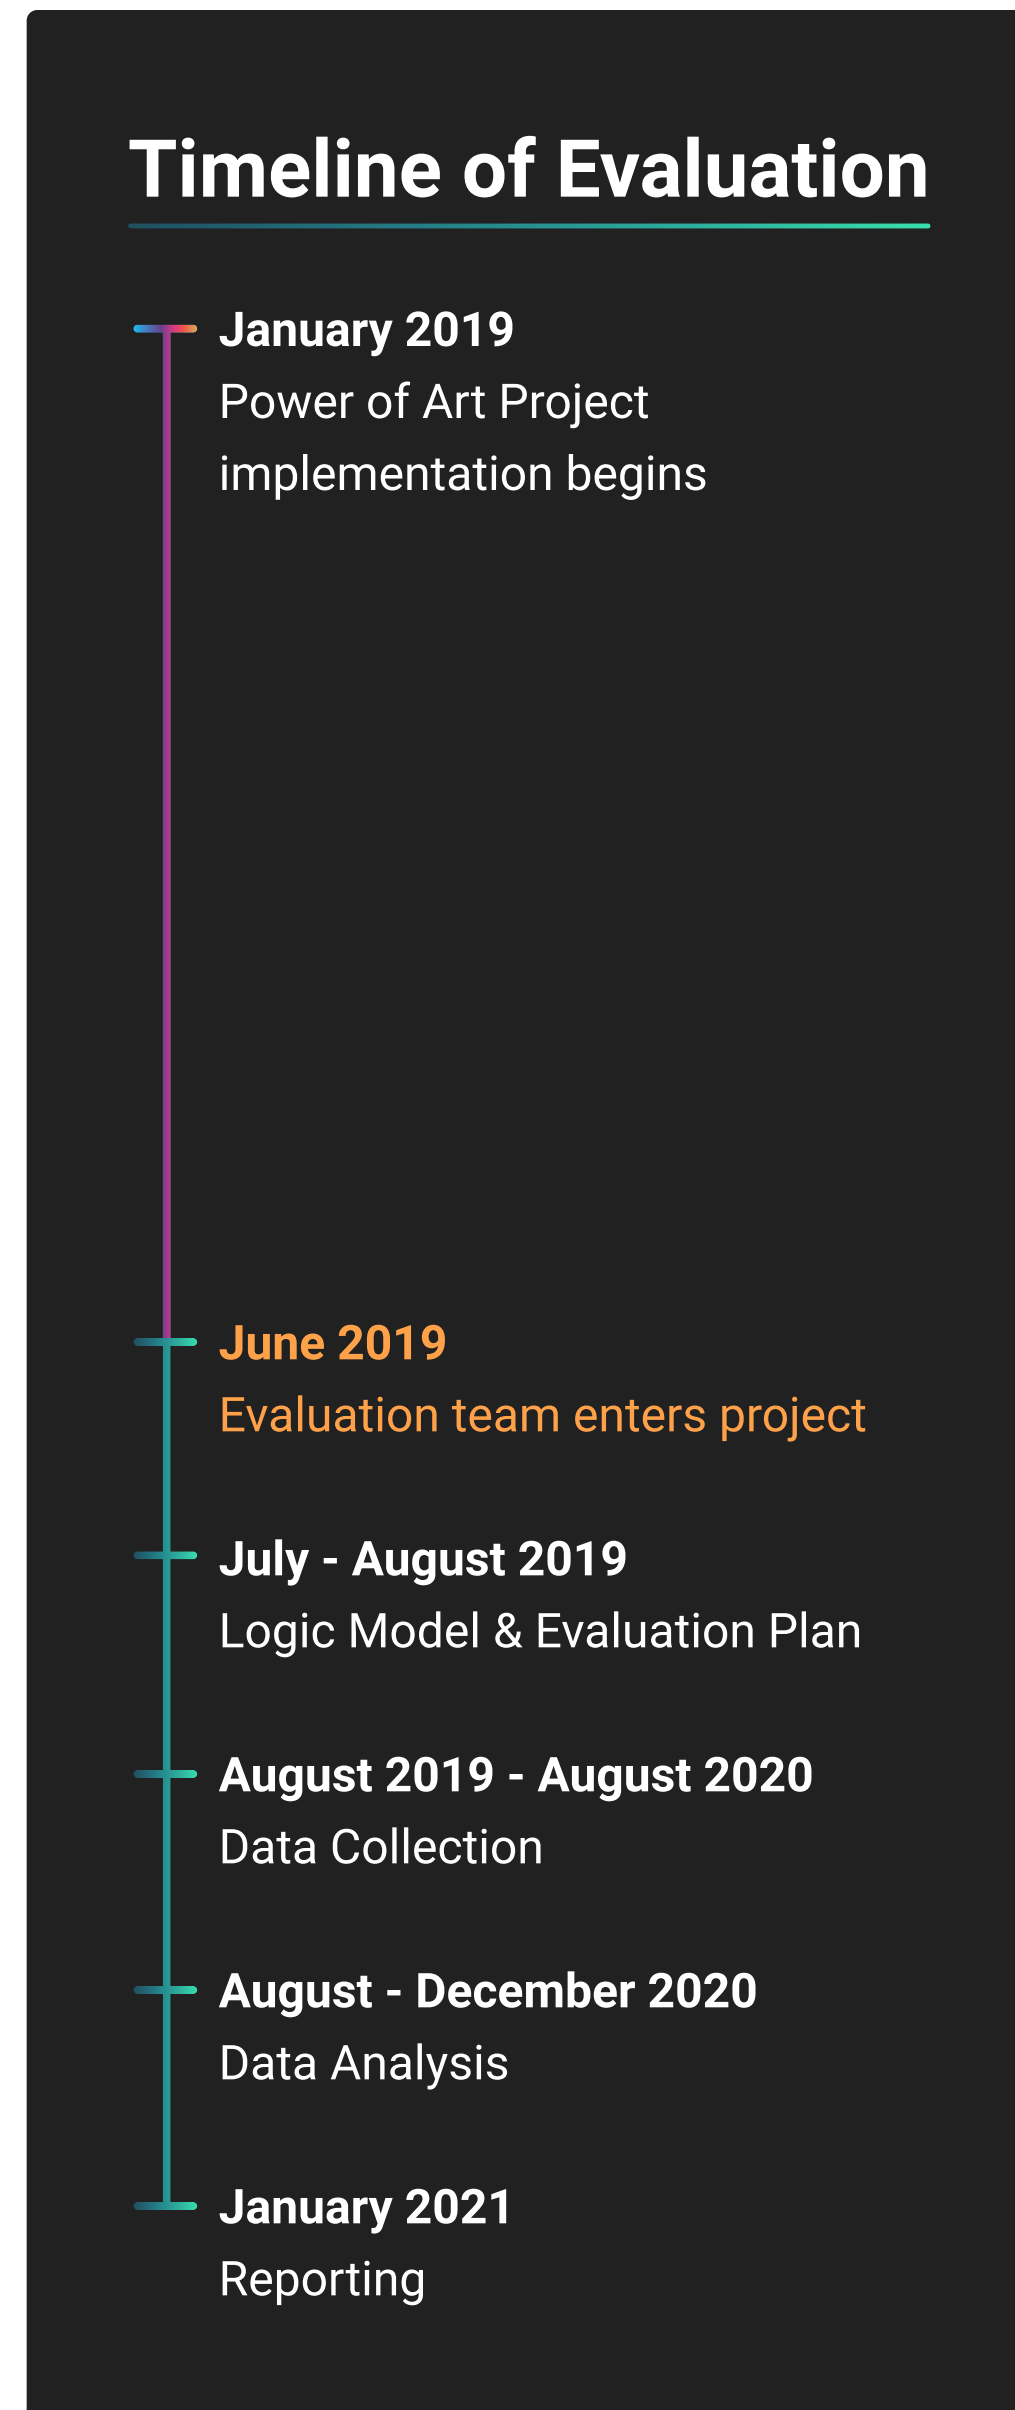 Timeline of Evaluation
January 2019
Power of Art Project
implementation begins
June 2019
Evaluation team enters project
July - August 2019
Logic Model & Evaluation Plan
August 2019 - August 2020
Data Collection
August - December 2020
Data Analysis
January 2021
Reporting